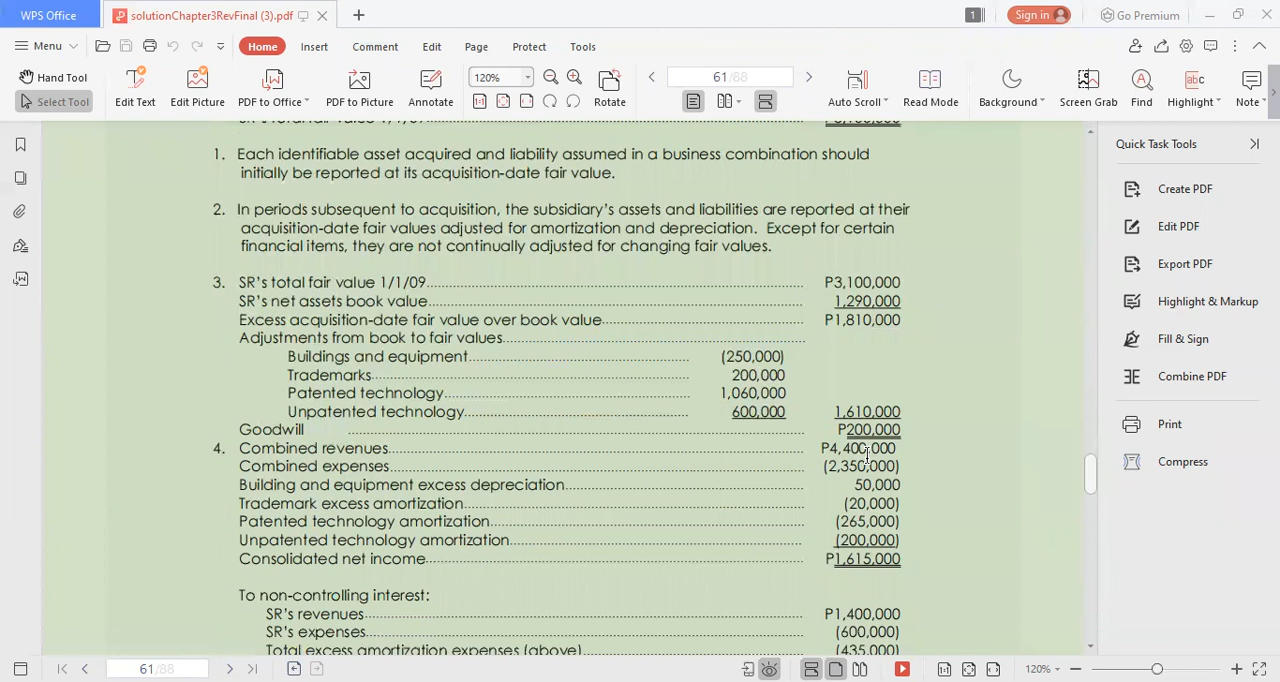 WPS Office
solutionChapter3RevFinal (3).pdf
1
Sign in
Go Premium
Menu
Home
Insert
Comment
Edit
Page
Protect
Tools
Hand Tool
Select Tool
Edit Text
Edit Picture
PDF to Office
PDF to Picture
Annotate
120%
Rotate
61/88
Auto Scroll
Read Mode
Background
Screen Grab
Find
Highlight
Note
1. Each identifiable asset acquired and liability assumed in a business combination should
initially be reported at its acquisition-date fair value.
2. In periods subsequent to acquisition, the subsidiary's assets and liabilities are reported at their
acquisition-date fair values adjusted for amortization and depreciation. Except for certain
financial items, they are not continually adjusted for changing fair values.
3. SR's total fair value 1/1/09 P3,100,000
SR's net assets book value 1,290,000
Excess acquisition-date fair value over book value P1,810,000
Adjustments from book to fair values
Buildings and equipment (250,000)
Trademarks 200,000
Patented technology 1,060,000
Unpatented technology 600,000 1,610,000
Goodwill P200,000
4. Combined revenues P4,400,000
Combined expenses (2,350,000)
Building and equipment excess depreciation 50,000
Trademark excess amortization (20,000)
Patented technology amortization (265,000)
Unpatented technology amortization (200,000)
Consolidated net income P1,615,000
To non-controlling interest:
SR's revenues P1,400,000
SR's expenses (600,000)
Total excess amortization expenses (above) (435,000)
Quick Task Tools
Create PDF
Edit PDF
Export PDF
Highlight & Markup
Fill & Sign
Combine PDF
Print
Compress
61/88
120%